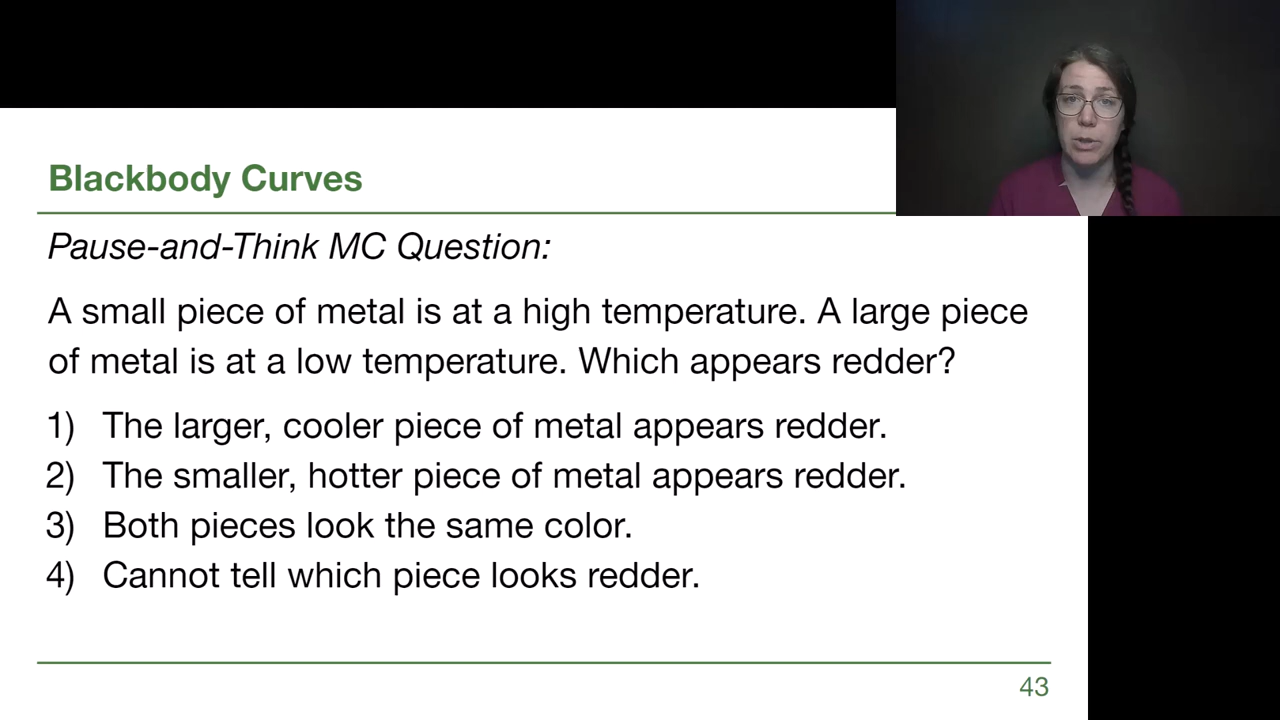 Blackbody Curves
Pause-and-Think MC Question:
A small piece of metal is at a high temperature. A large piece
of metal is at a low temperature. Which appears redder?
1) The larger, cooler piece of metal appears redder.
2) The smaller, hotter piece of metal appears redder.
3) Both pieces look the same color.
4) Cannot tell which piece looks redder.
43